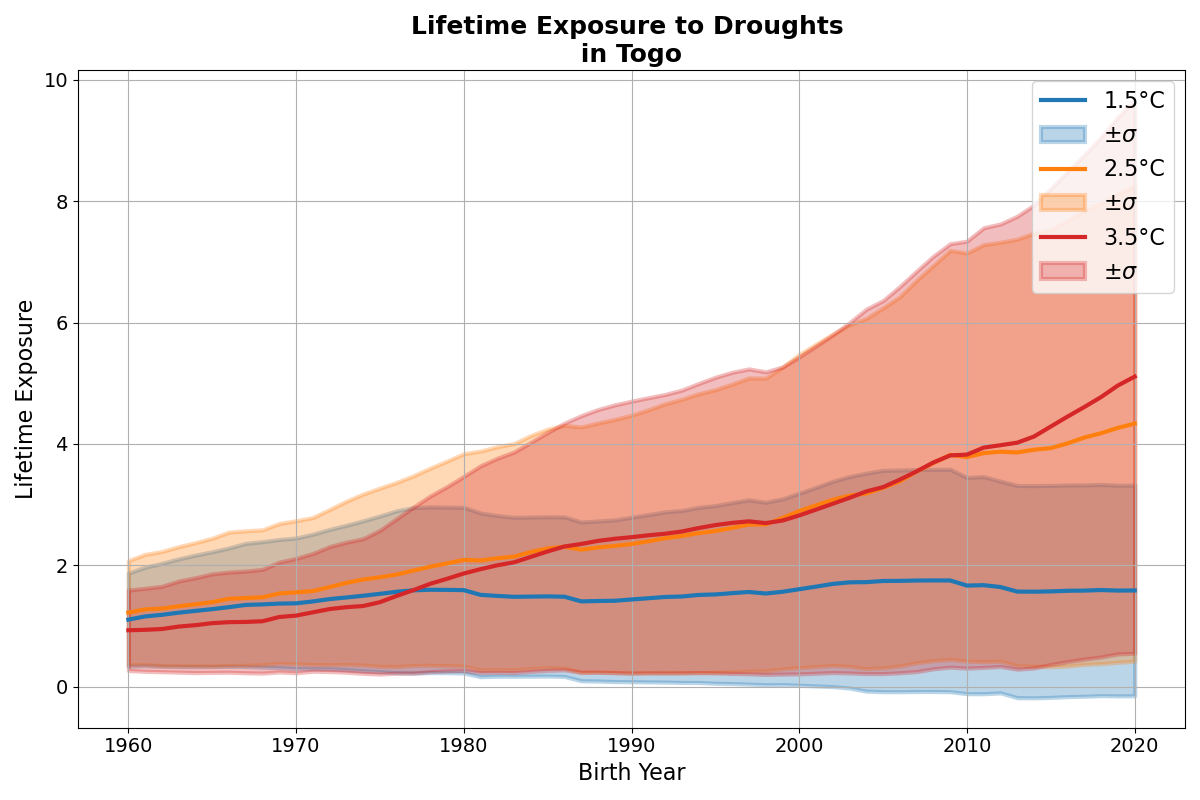 Lifetime Exposure to Droughts
in Togo
10
8
6
4
2
0
Lifetime Exposure
1960 1970 1980 1990 2000 2010 2020
Birth Year
1.5°C
±σ
2.5°C
±σ
3.5°C
±σ